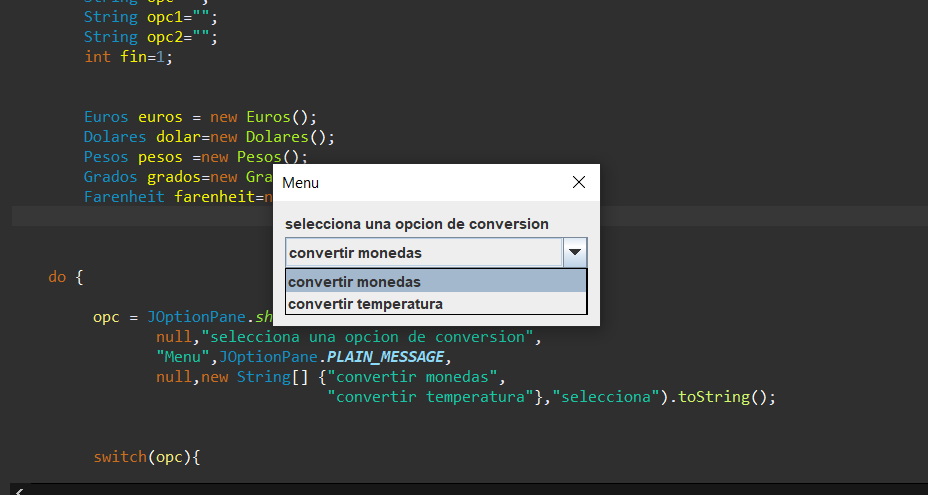 String opc
String opc1="";
String opc2="";
int fin=1;
Euros euros = new Euros();
Dolares dolar=new Dolares();
Pesos pesos =new Pesos();
Grados grados=new Gra
Farenheit farenheit=n
Menu
selecciona una opcion de conversion
convertir monedas
convertir monedas
convertir temperatura
do {
opc = JOptionPane.sh
null,"selecciona una opcion de conversion",
"Menu",JOptionPane.PLAIN_MESSAGE,
null,new String[] {"convertir monedas",
"convertir temperatura"},"selecciona").toString();
switch(opc){